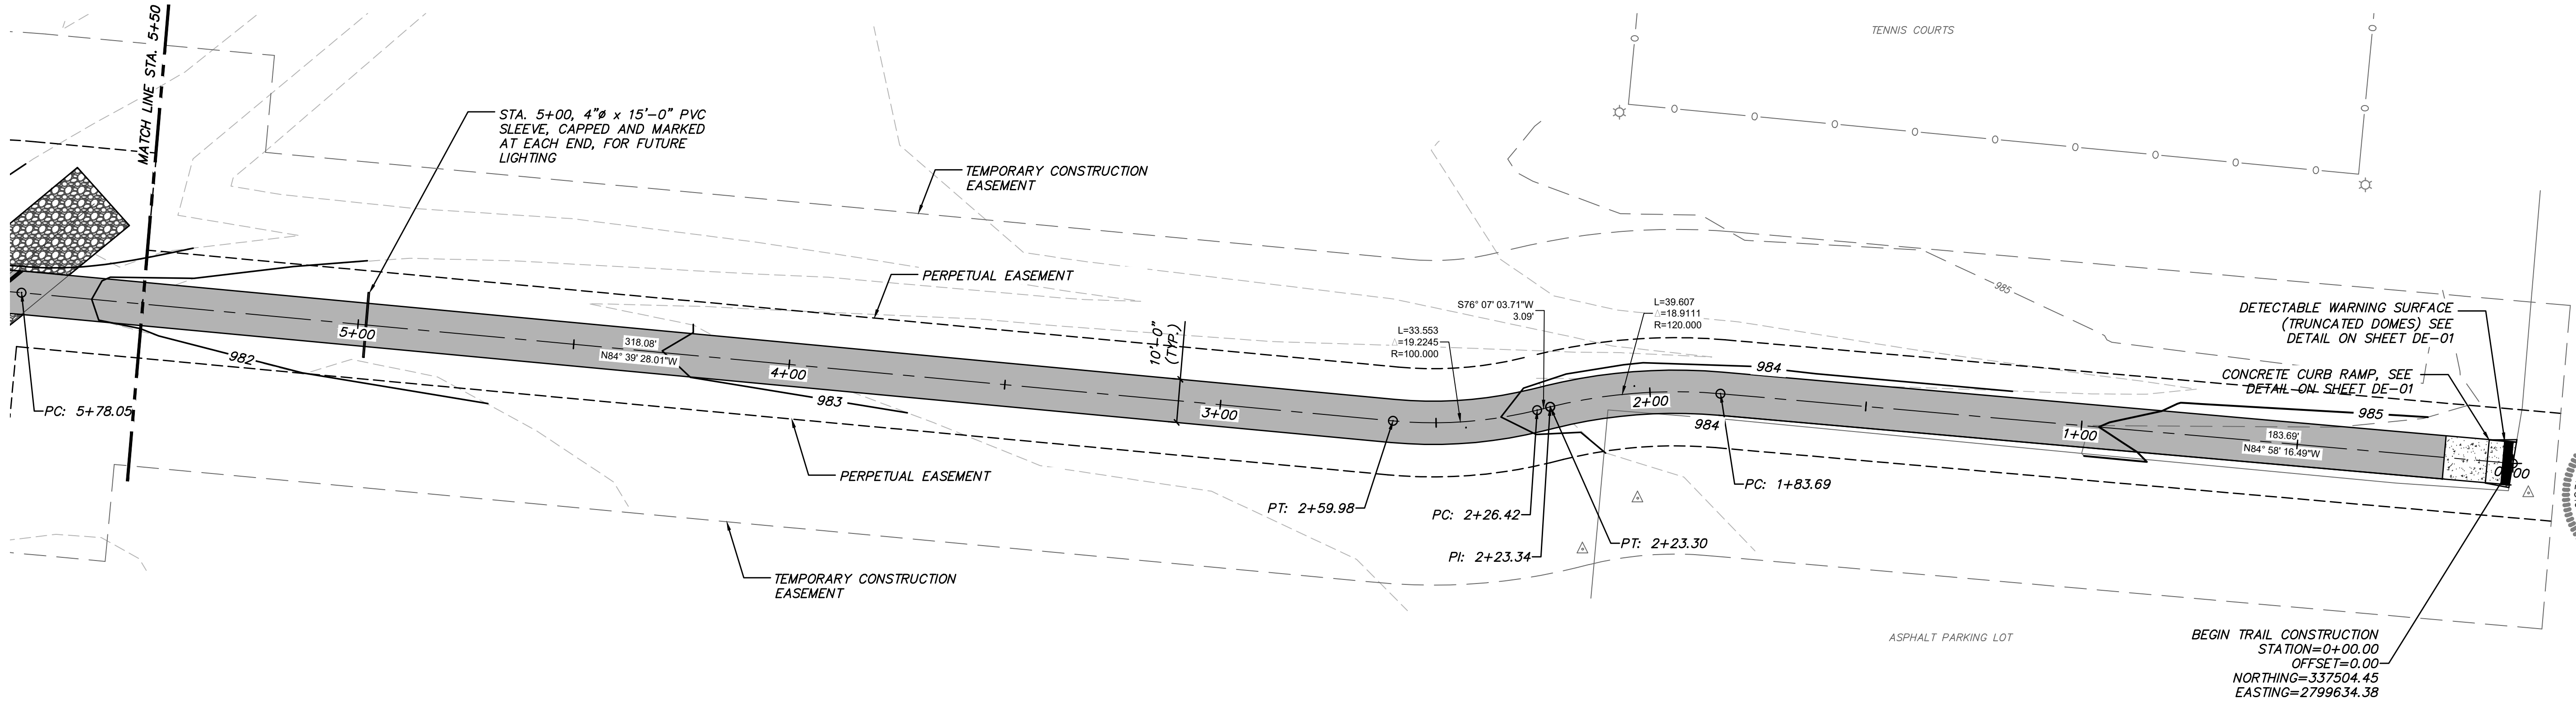 MATCH LINE STA. 5+50
STA. 5+00, 4"ø x 15'-0" PVC
SLEEVE, CAPPED AND MARKED
AT EACH END, FOR FUTURE
LIGHTING
TEMPORARY CONSTRUCTION
EASEMENT
PERPETUAL EASEMENT
TENNIS COURTS
985
DETECTABLE WARNING SURFACE
(TRUNCATED DOMES) SEE
DETAIL ON SHEET DE-01
CONCRETE CURB RAMP, SEE
DETAIL ON SHEET DE-01
S76° 07' 03.71"W
3.09'
L=39.607
△=18.9111
R=120.000
L=33.553
△=19.2245
R=100.000
10'-0"
(TYP.)
5+00
982
318.08'
N84° 39' 28.01"W
4+00
983
3+00
984
2+00
984
1+00
985
183.69'
N84° 58' 16.49"W
0+00
PC: 5+78.05
PERPETUAL EASEMENT
PT: 2+59.98
PC: 2+26.42
PI: 2+23.34
PT: 2+23.30
PC: 1+83.69
TEMPORARY CONSTRUCTION
EASEMENT
ASPHALT PARKING LOT
BEGIN TRAIL CONSTRUCTION
STATION=0+00.00
OFFSET=0.00
NORTHING=337504.45
EASTING=2799634.38